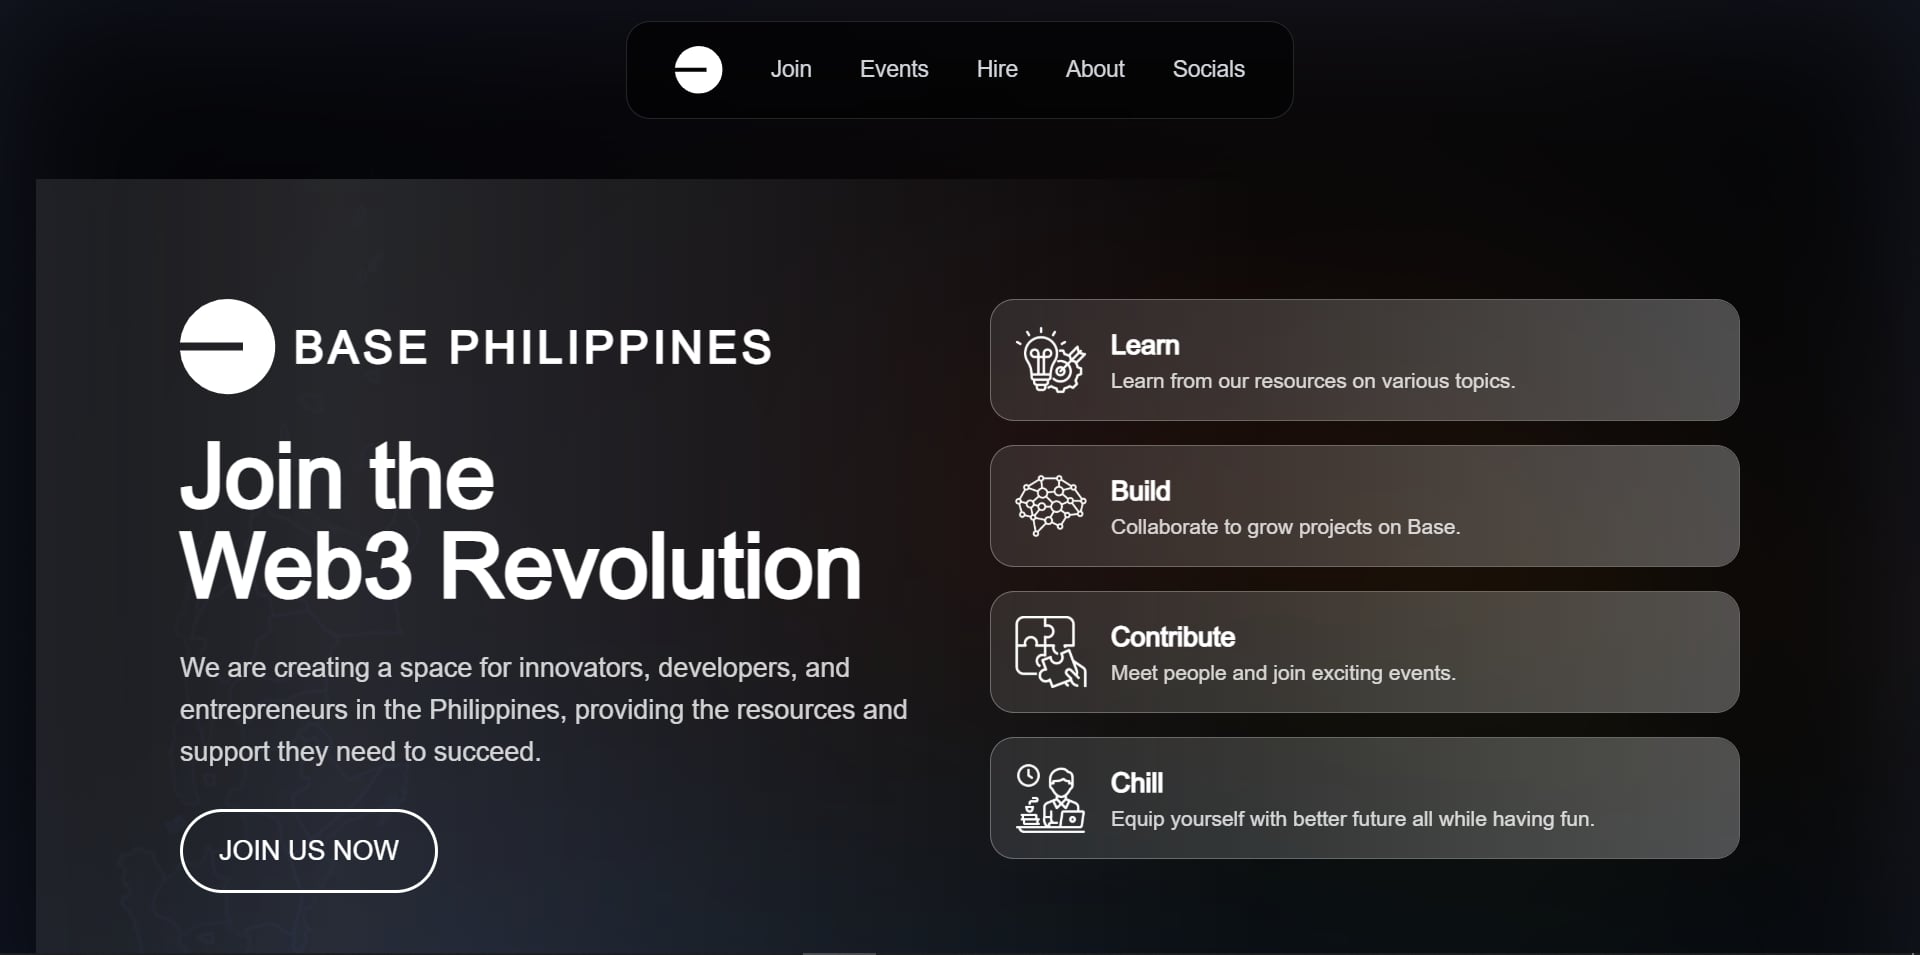 Join Events Hire About Socials
BASE PHILIPPINES
Join the
Web3 Revolution
We are creating a space for innovators, developers, and
entrepreneurs in the Philippines, providing the resources and
support they need to succeed.
JOIN US NOW
Learn
Learn from our resources on various topics.
Build
Collaborate to grow projects on Base.
Contribute
Meet people and join exciting events.
Chill
Equip yourself with better future all while having fun.